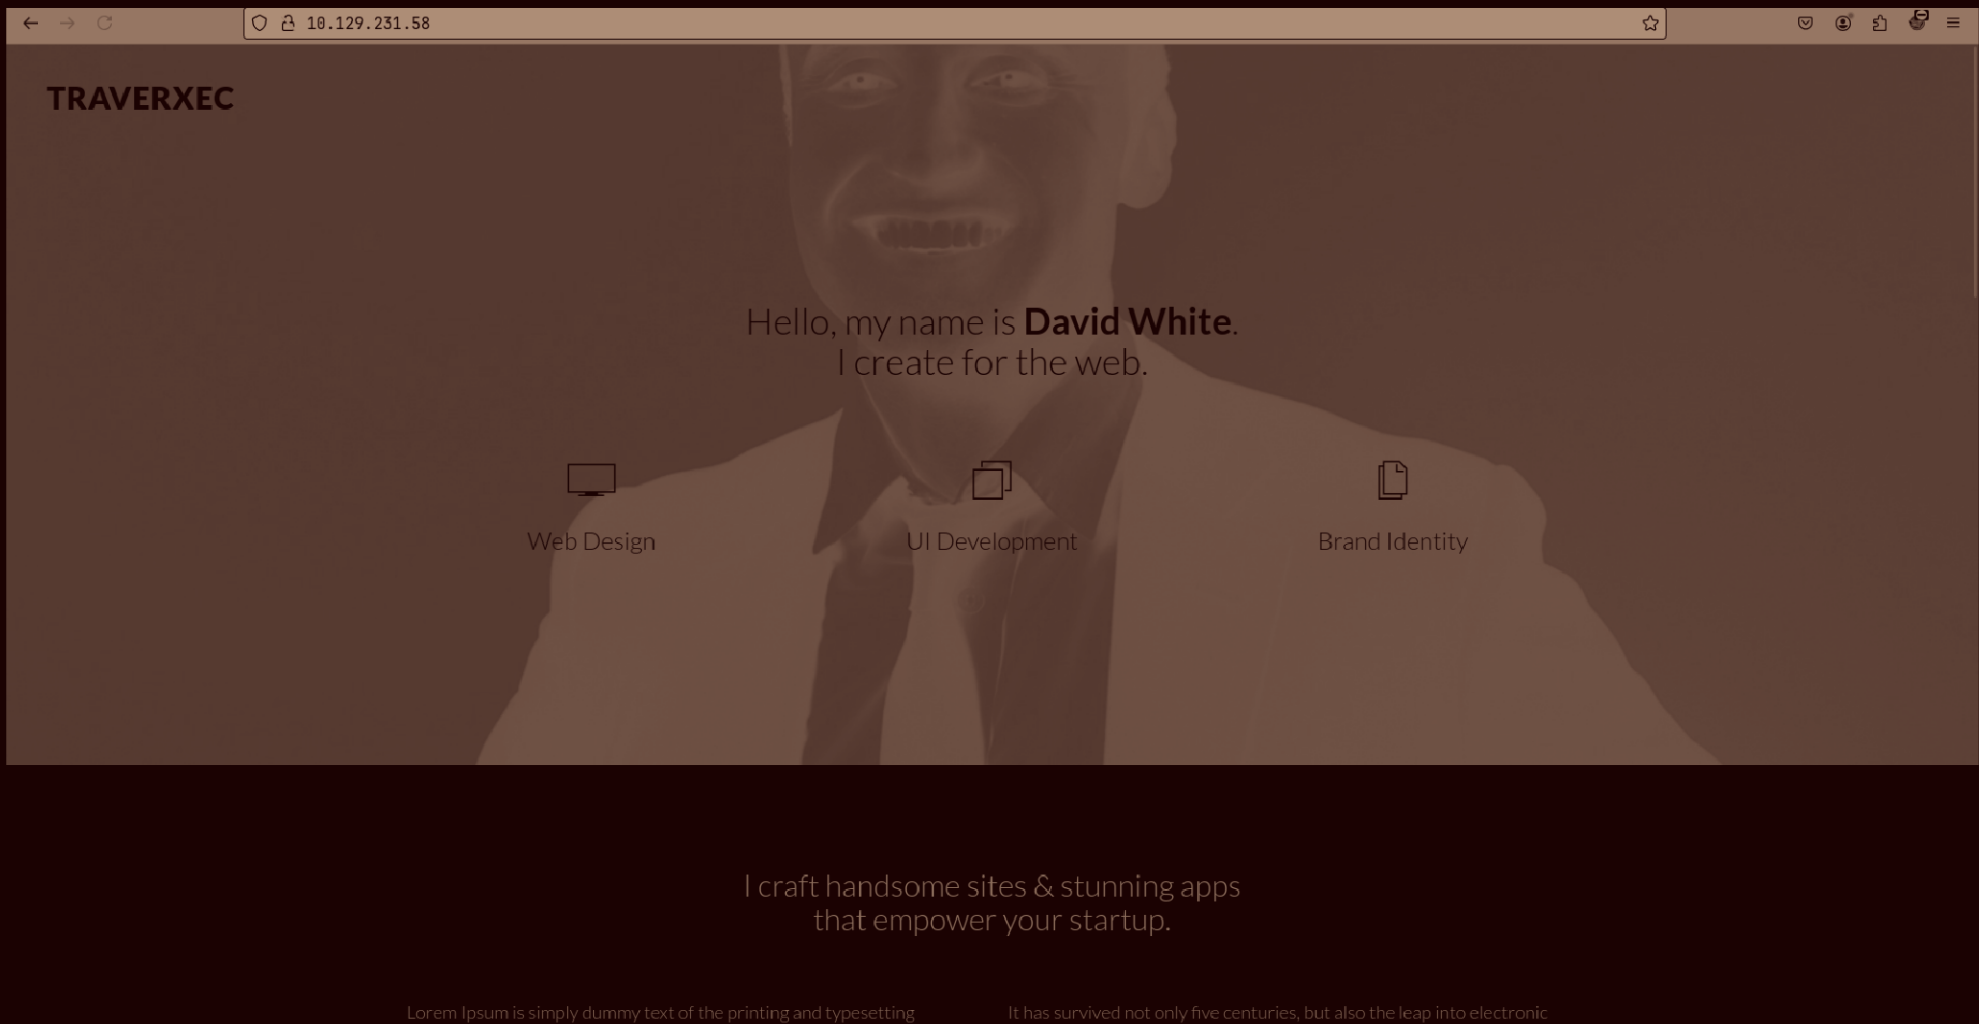 10.129.231.58
TRAVERXEC
Hello, my name is David White.
I create for the web.
Web Design
UI Development
Brand Identity
I craft handsome sites & stunning apps
that empower your startup.
Lorem Ipsum is simply dummy text of the printing and typesetting
It has survived not only five centuries, but also the leap into electronic